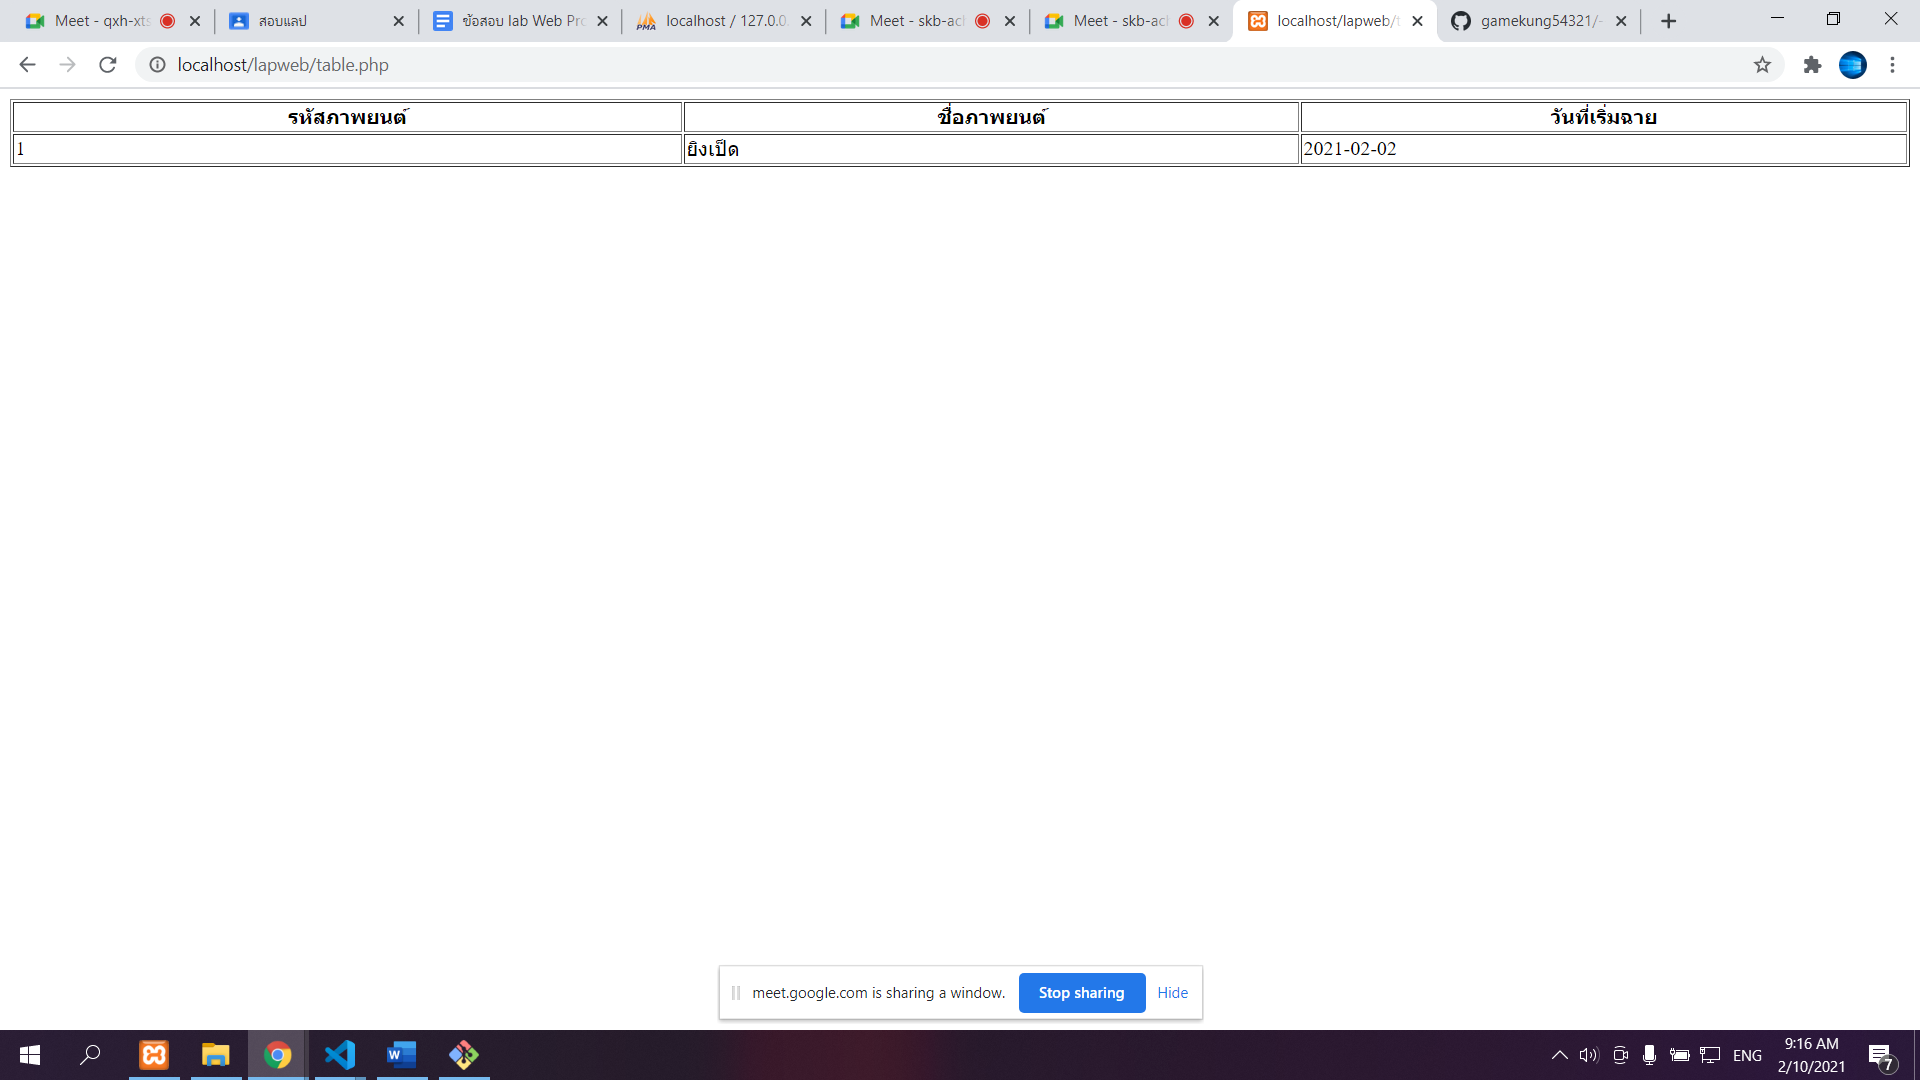 Meet - qxh-xts
สอบแลป
ข้อสอบ lab Web Pro
localhost / 127.0.0.
Meet - skb-ach
Meet - skb-ach
localhost/lapweb/t
gamekung54321/-
localhost/lapweb/table.php
รหัสภาพยนต์ ชื่อภาพยนต์ วันที่เริ่มฉาย
1 ยิงเป็ด 2021-02-02
meet.google.com is sharing a window. Stop sharing Hide
ENG
9:16 AM
2/10/2021
7